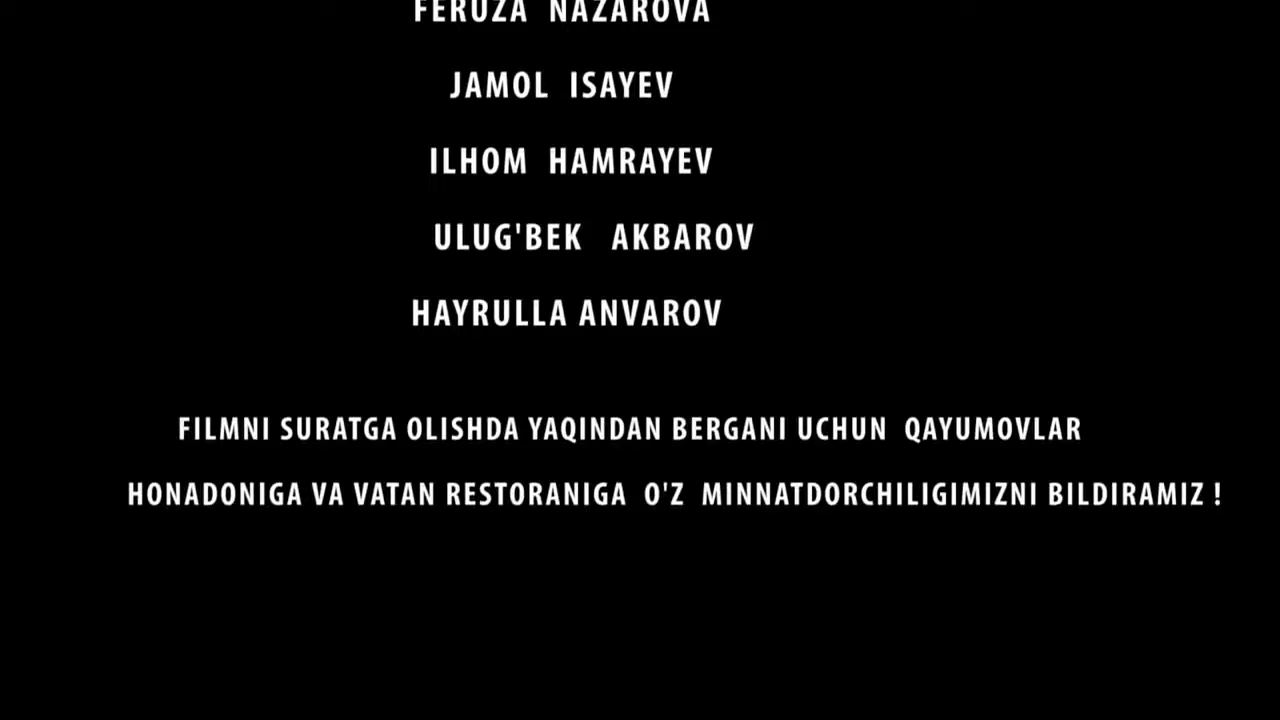 FERUZA NAZAROVA
JAMOL ISAYEV
ILHOM HAMRAYEV
ULUG'BEK AKBAROV
HAYRULLA ANVAROV
FILMNI SURATGA OLISHDA YAQINDAN BERGANI UCHUN QAYUMOVLAR
HONADONIGA VA VATAN RESTORANIGA O'Z MINNATDORCHILIGIMIZNI BILDIRAMIZ !